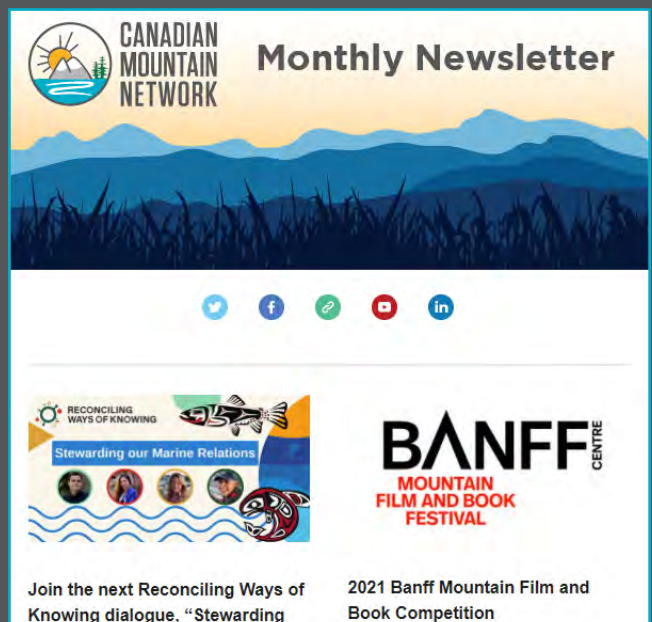 CANADIAN
MOUNTAIN
NETWORK
Monthly Newsletter
in
RECONCILING
WAYS OF KNOWING
Stewarding our Marine Relations
BANFF
CENTRE
MOUNTAIN
FILM AND BOOK
FESTIVAL
Join the next Reconciling Ways of
Knowing dialogue, “Stewarding
2021 Banff Mountain Film and
Book Competition